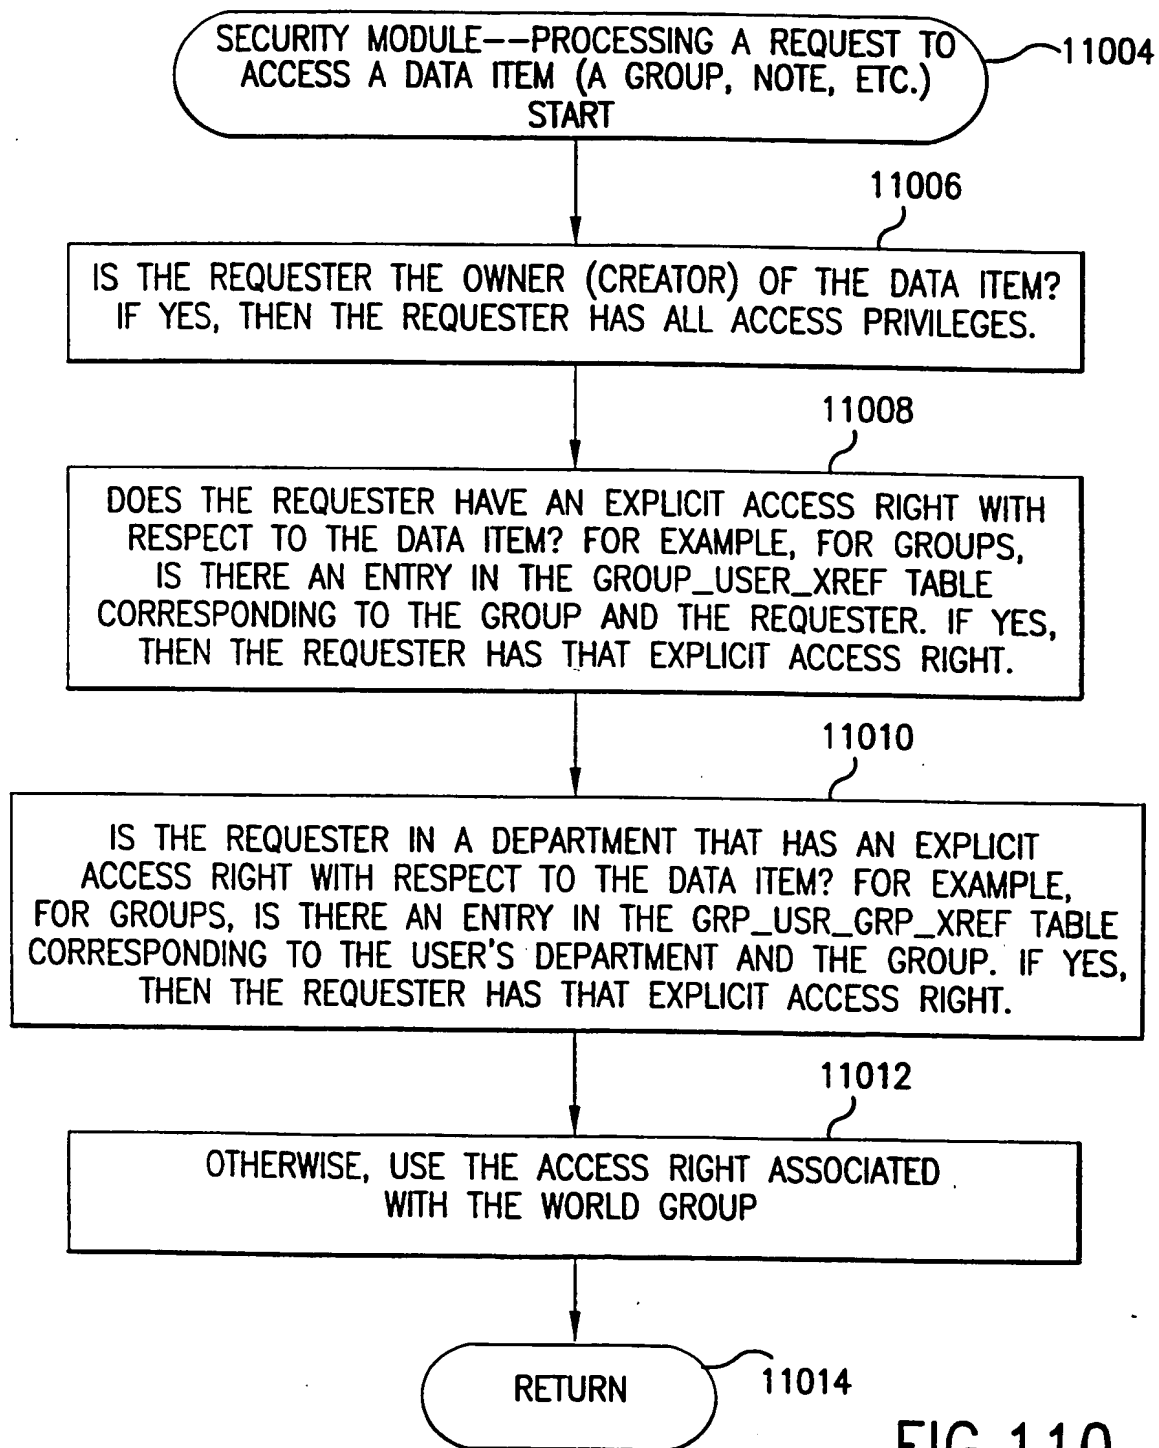 SECURITY MODULE--PROCESSING A REQUEST TO
ACCESS A DATA ITEM (A GROUP, NOTE, ETC.)
START
11004
11006
IS THE REQUESTER THE OWNER (CREATOR) OF THE DATA ITEM?
IF YES, THEN THE REQUESTER HAS ALL ACCESS PRIVILEGES.
11008
DOES THE REQUESTER HAVE AN EXPLICIT ACCESS RIGHT WITH
RESPECT TO THE DATA ITEM? FOR EXAMPLE, FOR GROUPS,
IS THERE AN ENTRY IN THE GROUP_USER_XREF TABLE
CORRESPONDING TO THE GROUP AND THE REQUESTER. IF YES,
THEN THE REQUESTER HAS THAT EXPLICIT ACCESS RIGHT.
11010
IS THE REQUESTER IN A DEPARTMENT THAT HAS AN EXPLICIT
ACCESS RIGHT WITH RESPECT TO THE DATA ITEM? FOR EXAMPLE,
FOR GROUPS, IS THERE AN ENTRY IN THE GRP_USR_GRP_XREF TABLE
CORRESPONDING TO THE USER'S DEPARTMENT AND THE GROUP. IF YES,
THEN THE REQUESTER HAS THAT EXPLICIT ACCESS RIGHT.
11012
OTHERWISE, USE THE ACCESS RIGHT ASSOCIATED
WITH THE WORLD GROUP
RETURN
11014
FIG.110